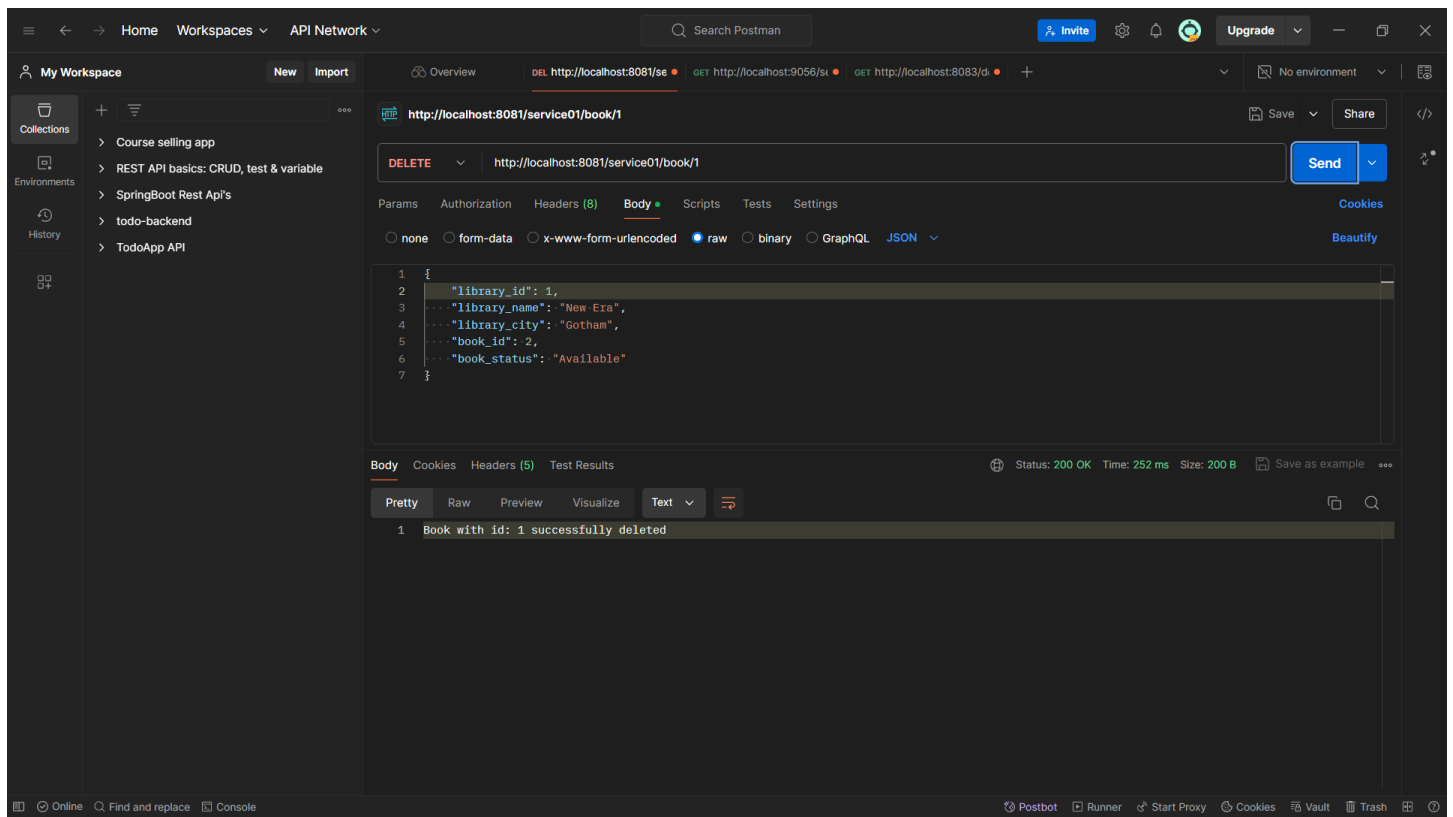 Home Workspaces API Network Search Postman Invite Upgrade
My Workspace New Import Overview DEL http://localhost:8081/se GET http://localhost:9056/se GET http://localhost:8083/d No environment
Collections
Environments
History
Course selling app
REST API basics: CRUD, test & variable
SpringBoot Rest Api's
todo-backend
TodoApp API
HTTP http://localhost:8081/service01/book/1 Save Share
DELETE http://localhost:8081/service01/book/1 Send
Params Authorization Headers (8) Body Scripts Tests Settings Cookies
none form-data x-www-form-urlencoded raw binary GraphQL JSON Beautify
1 {
2 "library_id": 1,
3 "library_name": "New Era",
4 "library_city": "Gotham",
5 "book_id": 2,
6 "book_status": "Available"
7 }
Body Cookies Headers (5) Test Results Status: 200 OK Time: 252 ms Size: 200 B Save as example
Pretty Raw Preview Visualize Text
1 Book with id: 1 successfully deleted
Online Find and replace Console Postbot Runner Start Proxy Cookies Vault Trash